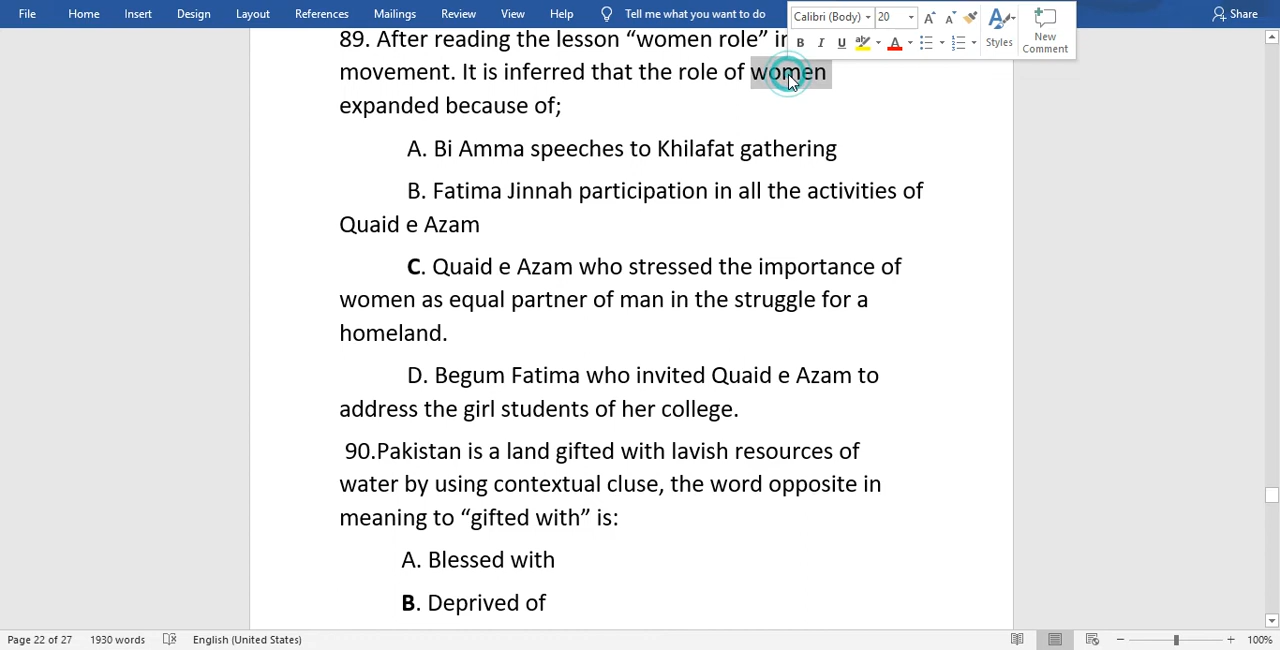 File Home Insert Design Layout References Mailings Review View Help Tell me what you want to do Share
Calibri (Body) 20
B I U Styles New Comment
89. After reading the lesson “women role” in
movement. It is inferred that the role of women
expanded because of;
A. Bi Amma speeches to Khilafat gathering
B. Fatima Jinnah participation in all the activities of
Quaid e Azam
C. Quaid e Azam who stressed the importance of
women as equal partner of man in the struggle for a
homeland.
D. Begum Fatima who invited Quaid e Azam to
address the girl students of her college.
90.Pakistan is a land gifted with lavish resources of
water by using contextual cluse, the word opposite in
meaning to “gifted with” is:
A. Blessed with
B. Deprived of
Page 22 of 27 1930 words English (United States) 100%